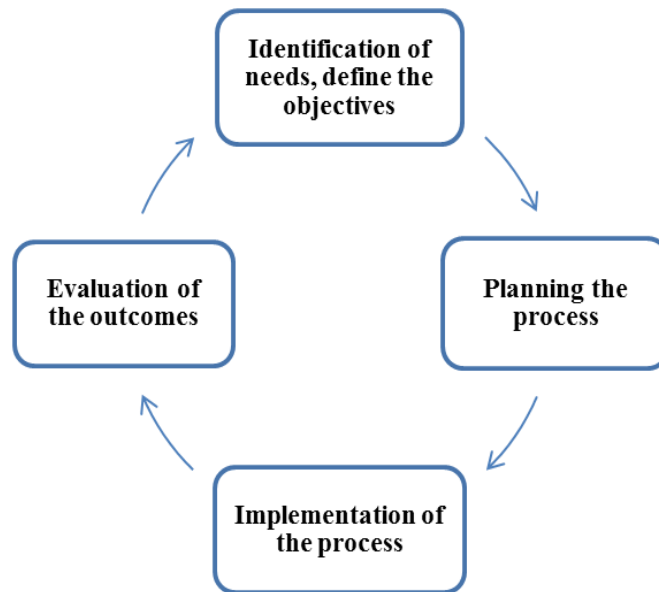 Identification of
needs, define the
objectives
Planning the
process
Implementation of
the process
Evaluation of
the outcomes